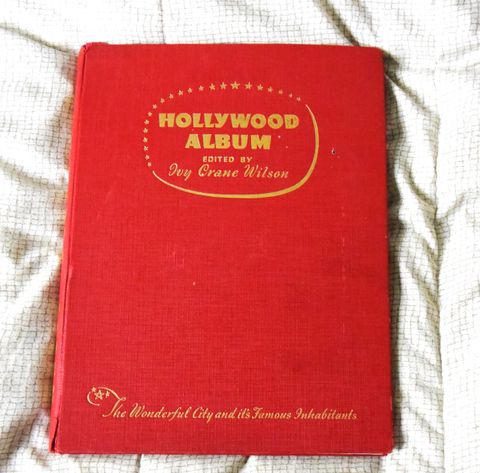 HOLLYWOOD
ALBUM
EDITED BY
Ivy Crane Wilson
The Wonderful City and it's Famous Inhabitants